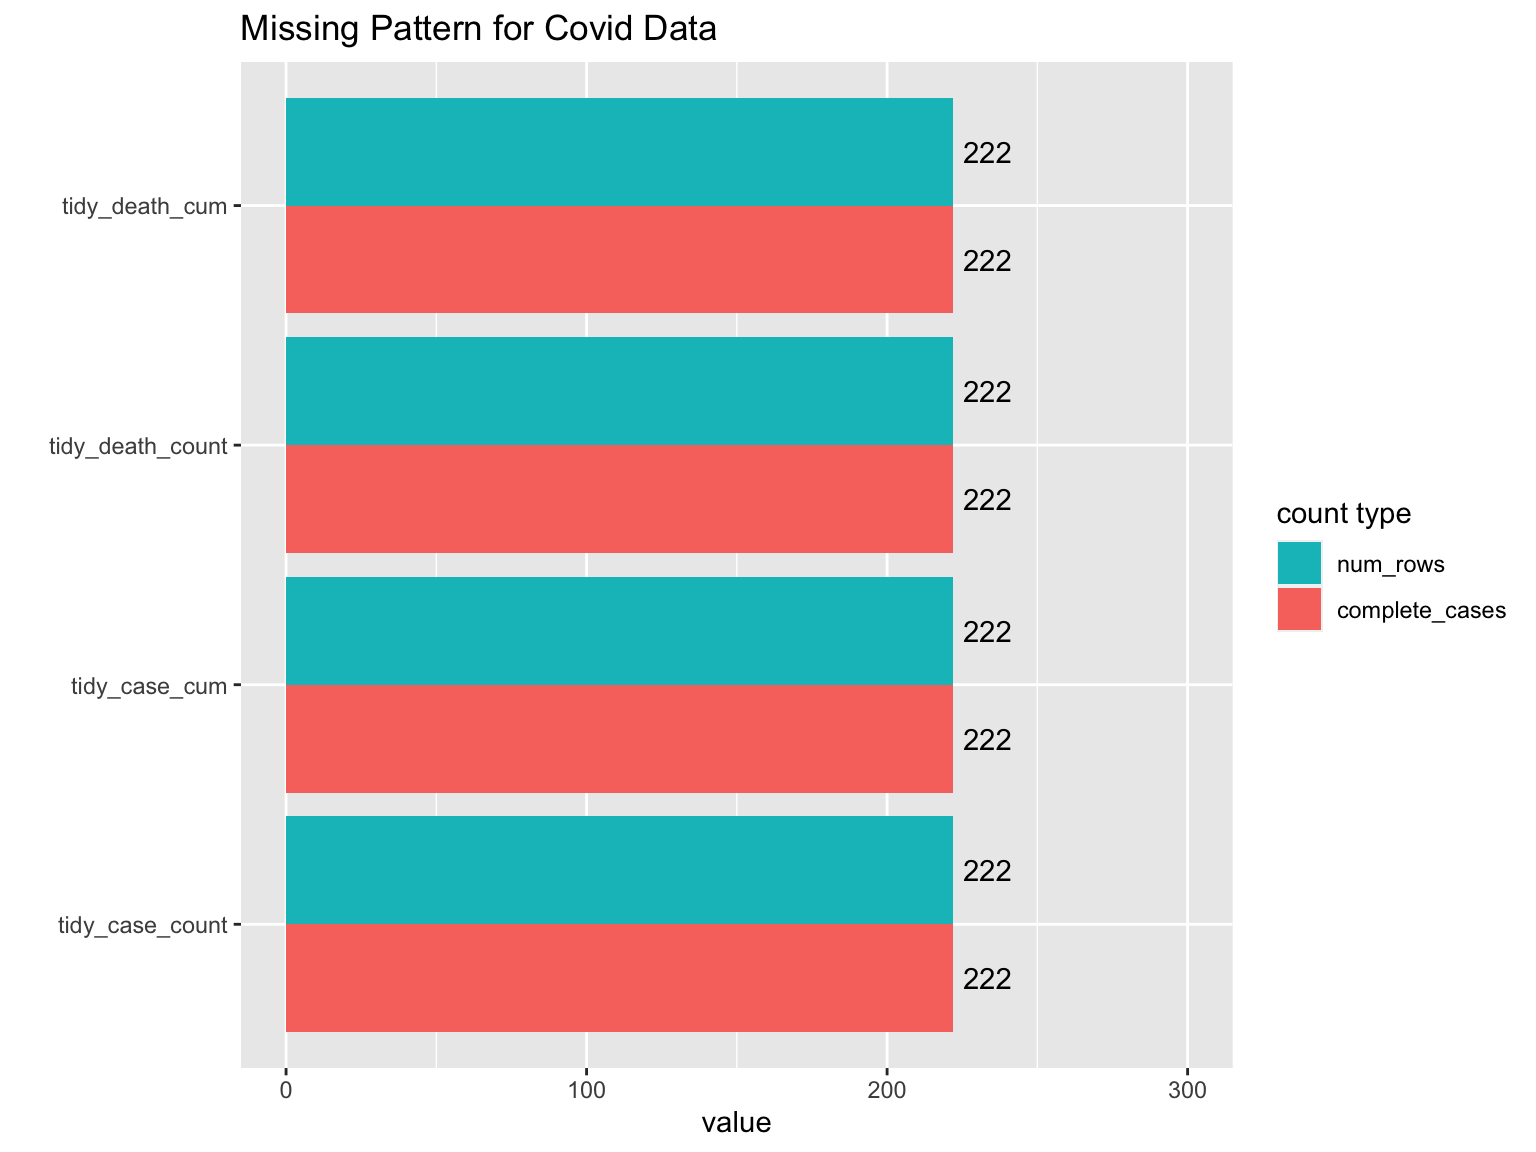 Missing Pattern for Covid Data
tidy_death_cum
222
222
tidy_death_count
222
222
tidy_case_cum
222
222
tidy_case_count
222
222
0 100 200 300
value
count type
num_rows
complete_cases